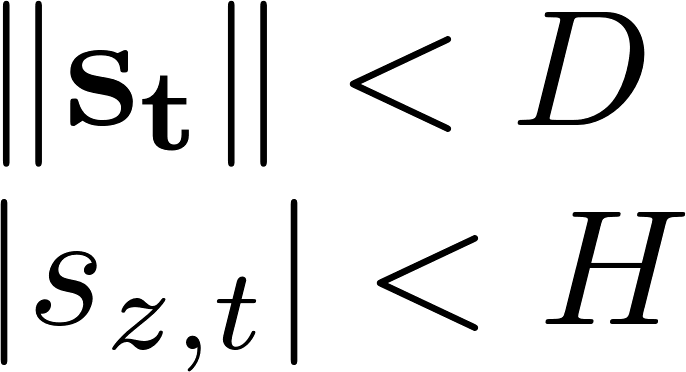 ‖s_t‖ < D
|s_{z,t}| < H